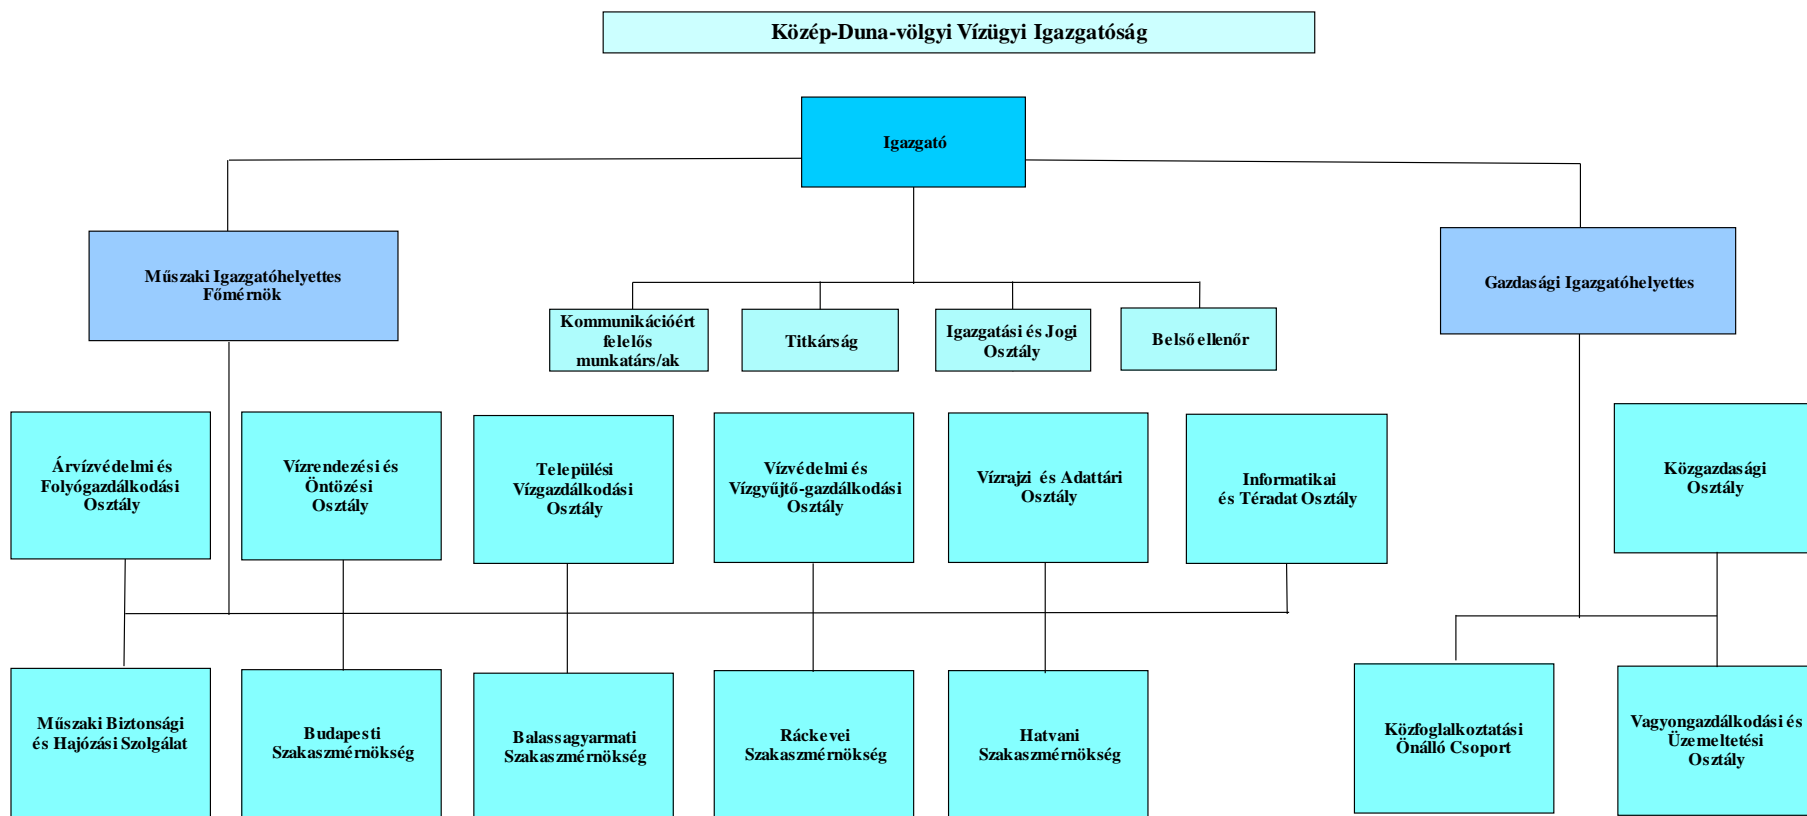 Közép-Duna-völgyi Vízügyi Igazgatóság
Igazgató
Műszaki Igazgatóhelyettes
Főmérnök
Gazdasági Igazgatóhelyettes
Kommunikációért
felelős
munkatárs/ak
Titkárság
Igazgatási és Jogi
Osztály
Belső ellenőr
Árvízvédelmi és
Folyógazdálkodási
Osztály
Vízrendezési és
Öntözési
Osztály
Települési
Vízgazdálkodási
Osztály
Vízvédelmi és
Vízgyűjtő-gazdálkodási
Osztály
Vízrajzi és Adattári
Osztály
Informatikai
és Téradat Osztály
Közgazdasági
Osztály
Műszaki Biztonsági
és Hajózási Szolgálat
Budapesti
Szakaszmérnökség
Balassagyarmati
Szakaszmérnökség
Ráckevei
Szakaszmérnökség
Hatvani
Szakaszmérnökség
Közfoglalkoztatási
Önálló Csoport
Vagyongazdálkodási és
Üzemeltetési
Osztály